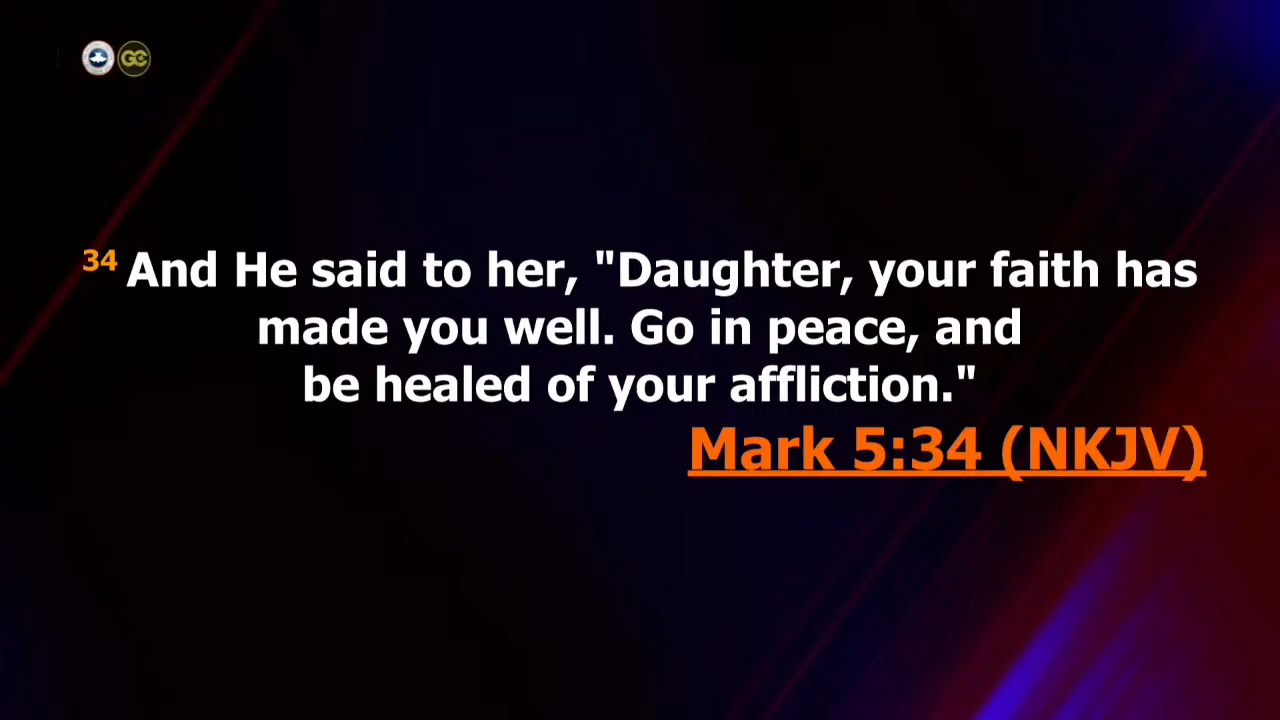 GC
34 And He said to her, "Daughter, your faith has
made you well. Go in peace, and
be healed of your affliction."
Mark 5:34 (NKJV)